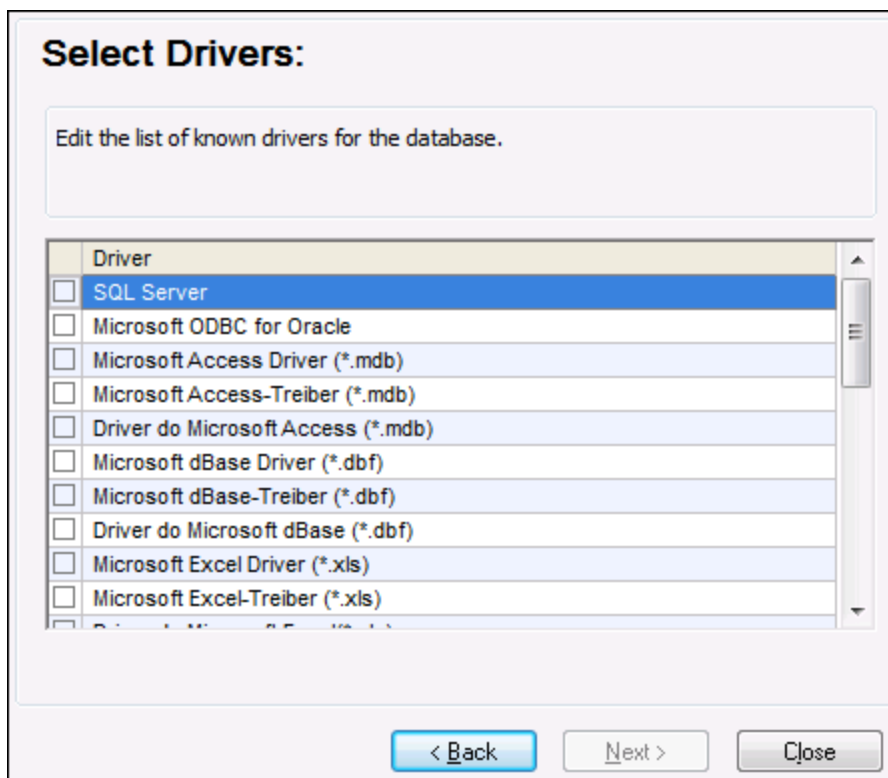 Select Drivers:
Edit the list of known drivers for the database.
Driver
SQL Server
Microsoft ODBC for Oracle
Microsoft Access Driver (*.mdb)
Microsoft Access-Treiber (*.mdb)
Driver do Microsoft Access (*.mdb)
Microsoft dBase Driver (*.dbf)
Microsoft dBase-Treiber (*.dbf)
Driver do Microsoft dBase (*.dbf)
Microsoft Excel Driver (*.xls)
Microsoft Excel-Treiber (*.xls)
< Back Next > Close